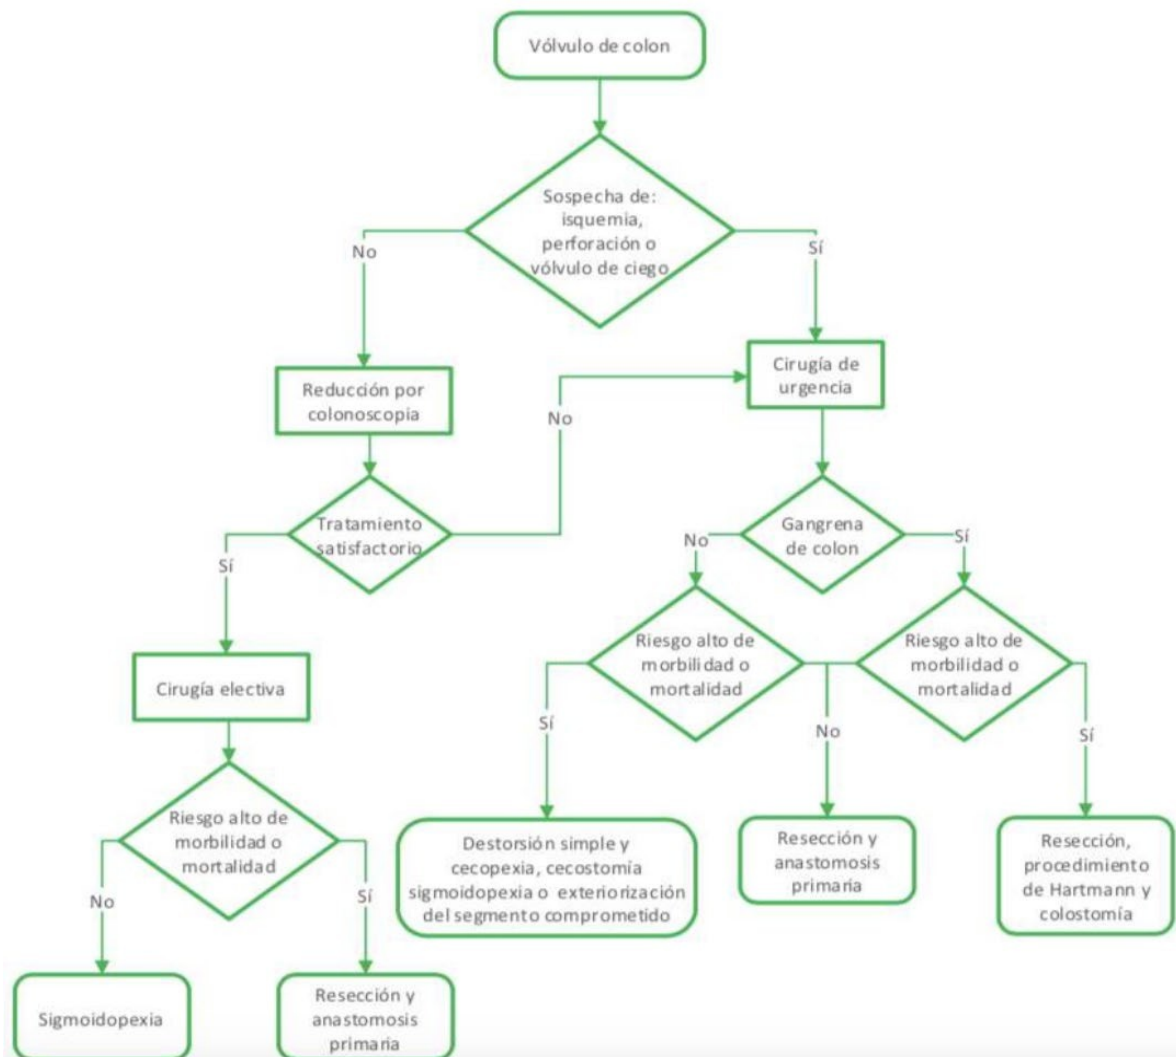 Vólvulo de colon
Sospecha de:
isquemia,
perforación o
vólvulo de ciego
No
Sí
Reducción por
colonoscopia
Cirugía de
urgencia
No
Tratamiento
satisfactorio
Sí
Gangrena
de colon
No
Sí
Cirugía electiva
Riesgo alto de
morbilidad o
mortalidad
Riesgo alto de
morbilidad o
mortalidad
Sí
No
Sí
Riesgo alto de
morbilidad o
mortalidad
No
Sí
Destorsión simple y
cecopexia, cecostomía
sigmoidopexia o exteriorización
del segmento comprometido
Resección y
anastomosis
primaria
Resección,
procedimiento
de Hartmann y
colostomía
Sigmoidopexia
Resección y
anastomosis
primaria